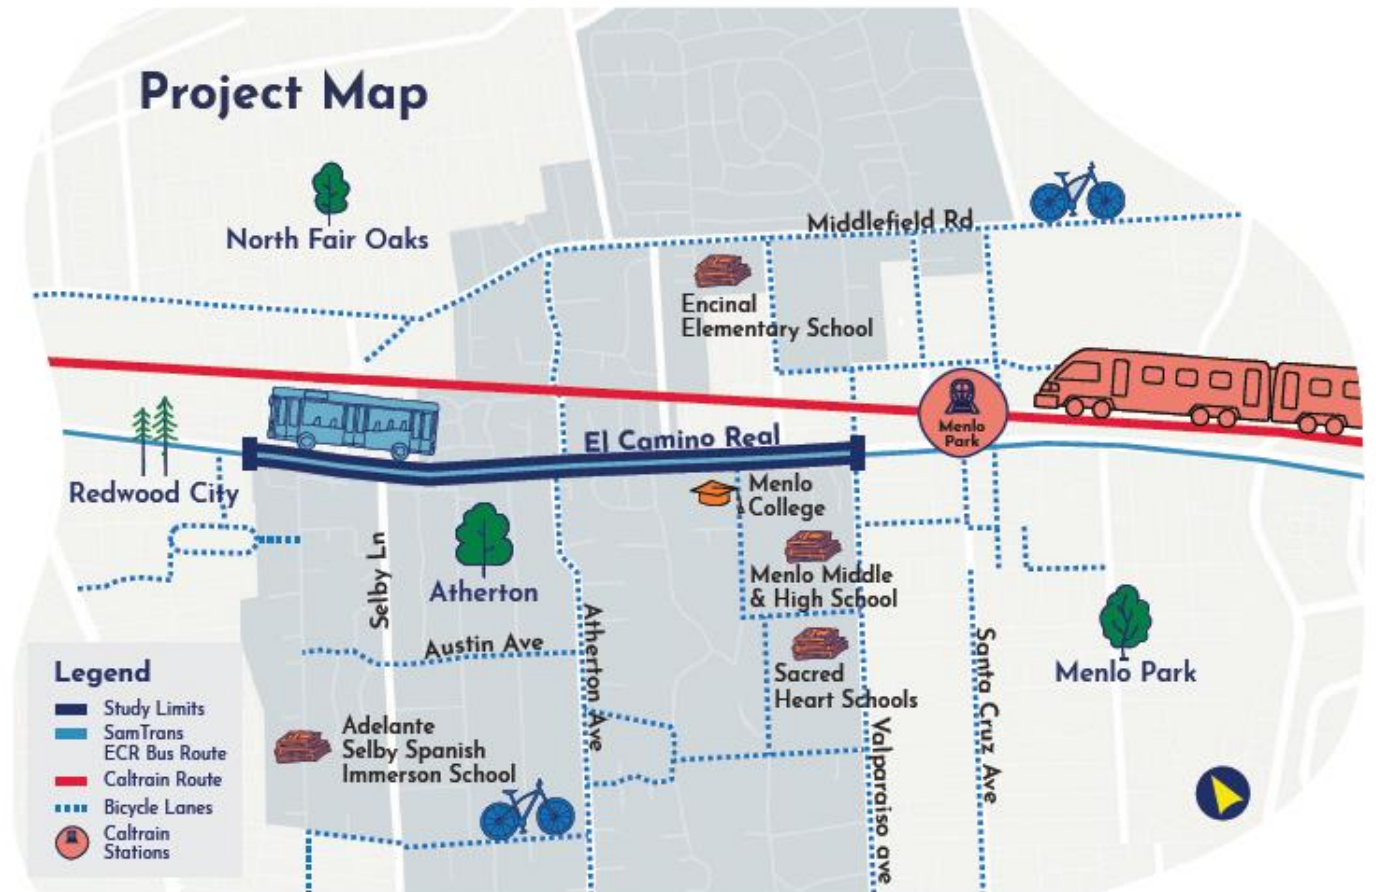 Project Map
North Fair Oaks
Middlefield Rd
Encinal
Elementary School
Menlo
Park
El Camino Real
Redwood City
Menlo
College
Selby Ln
Atherton
Menlo Middle
& High School
Atherton Ave
Austin Ave
Sacred
Heart Schools
Santa Cruz Ave
Menlo Park
Valparaiso ave
Adelante
Selby Spanish
Immerson School
Legend
Study Limits
SamTrans
ECR Bus Route
Caltrain Route
Bicycle Lanes
Caltrain
Stations